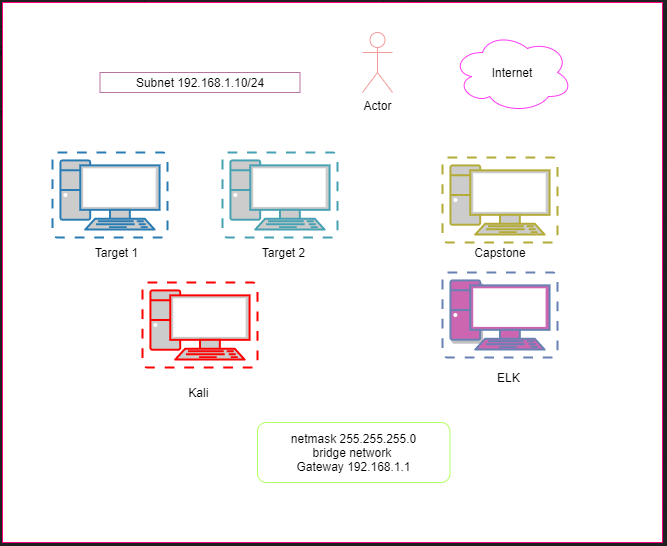 Subnet 192.168.1.10/24
Actor
Internet
Target 1
Target 2
Capstone
Kali
ELK
netmask 255.255.255.0
bridge network
Gateway 192.168.1.1